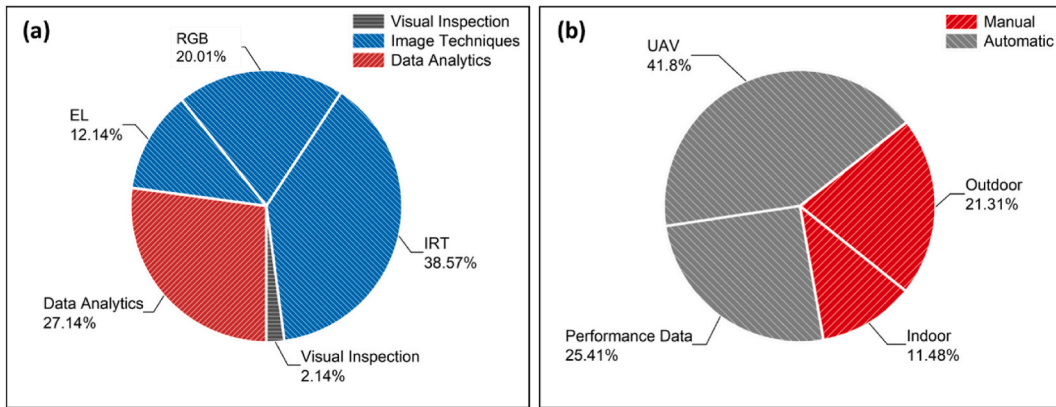 (a)
Visual Inspection
Image Techniques
Data Analytics
RGB
20.01%
EL
12.14%
IRT
38.57%
Data Analytics
27.14%
Visual Inspection
2.14%
(b)
Manual
Automatic
UAV
41.8%
Outdoor
21.31%
Performance Data
25.41%
Indoor
11.48%